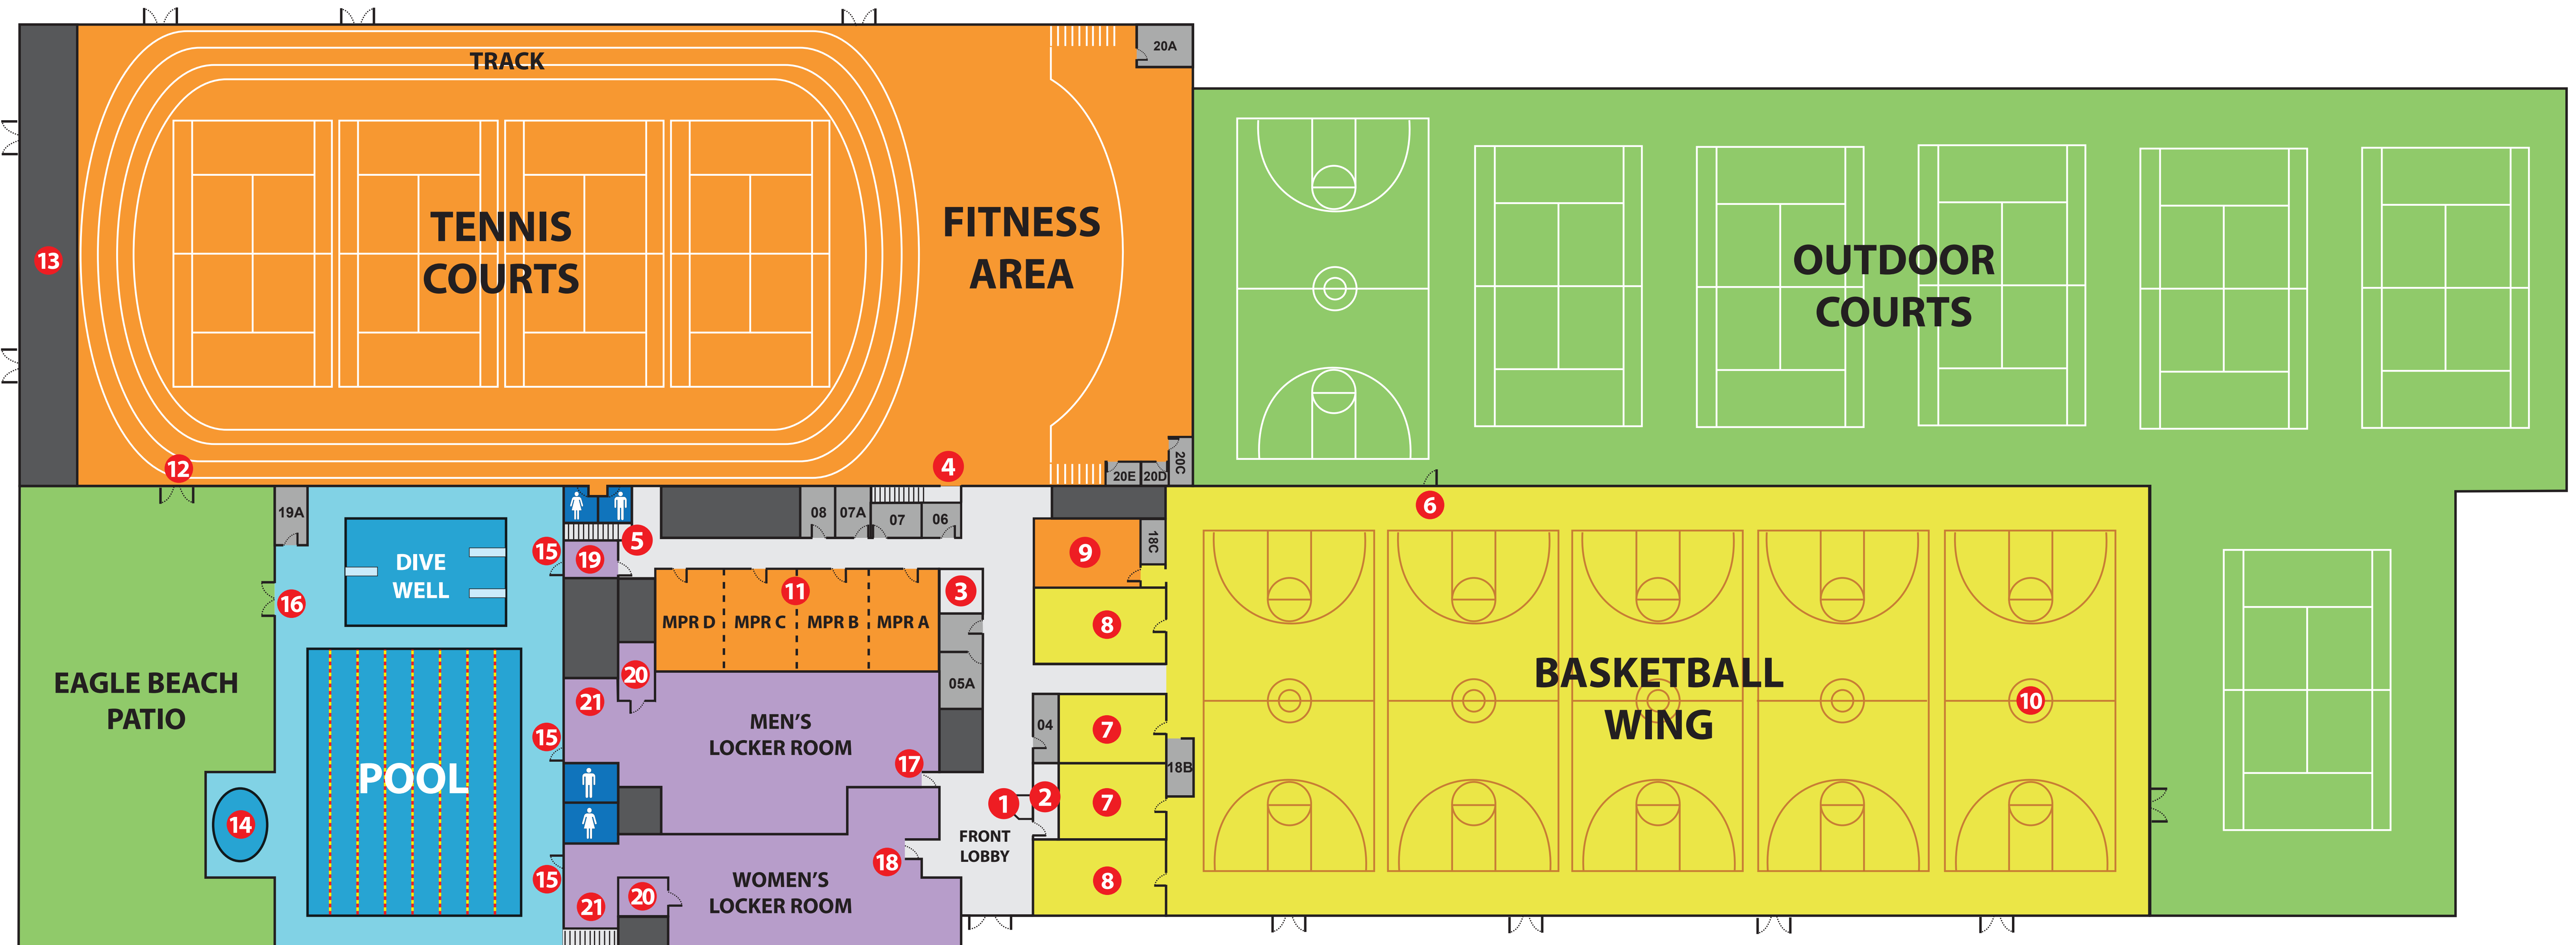 TRACK
20A
TENNIS
COURTS
FITNESS
AREA
OUTDOOR
COURTS
13
12
4
20E
20D
20C
6
19A
08
07A
07
06
5
15
19
9
18C
DIVE
WELL
16
11
3
8
MPR D
MPR C
MPR B
MPR A
EAGLE BEACH
PATIO
20
21
05A
BASKETBALL
WING
10
MEN'S
LOCKER ROOM
04
7
15
17
POOL
18B
14
1
2
7
FRONT
LOBBY
18
15
WOMEN'S
LOCKER ROOM
20
21
8